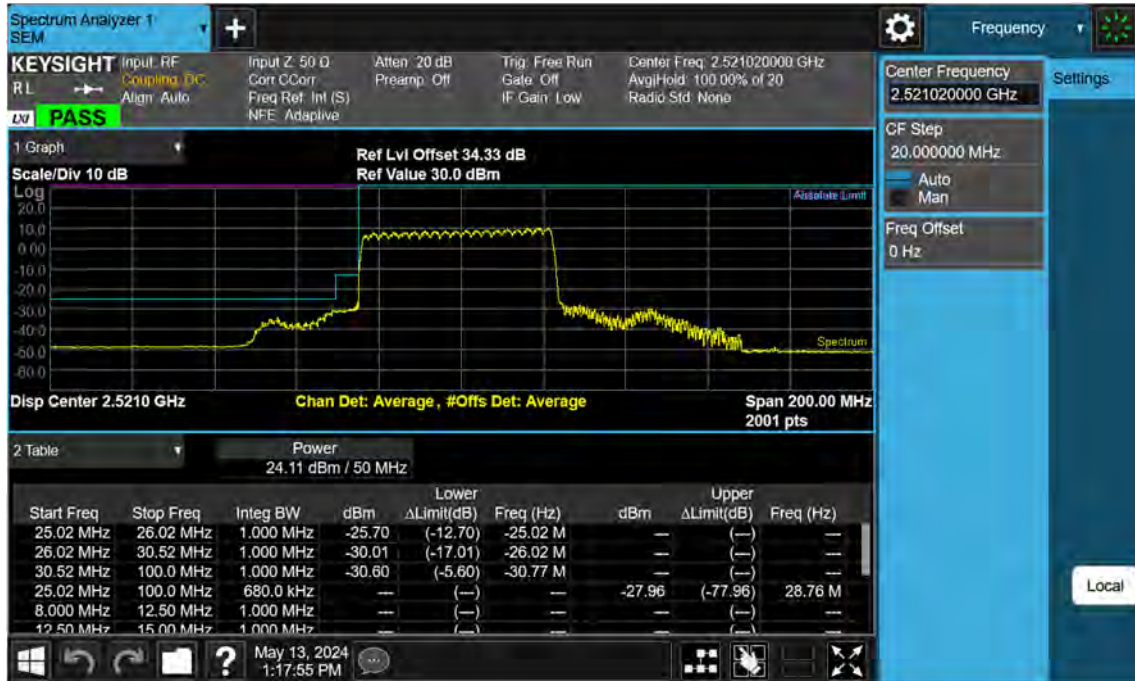 Spectrum Analyzer 1
SEM
+
Frequency
KEYSIGHT
Input: RF
Coupling: DC
Align: Auto
Input Z: 50 Ω
Corr CCorr
Freq Ref: Int (S)
NFE: Adaptive
Atten: 20 dB
Preamp: Off
Trig: Free Run
Gate: Off
IF Gain: Low
Center Freq: 2.521020000 GHz
Avg|Hold: 100.00% of 20
Radio Std: None
R L
LXI
PASS
Center Frequency
2.521020000 GHz
Settings
CF Step
20.000000 MHz
Auto
Man
Freq Offset
0 Hz
1 Graph
Scale/Div 10 dB
Ref Lvl Offset 34.33 dB
Ref Value 30.0 dBm
Log
Absolute Limit
20.0
10.0
0.00
-10.0
-20.0
-30.0
-40.0
-50.0
-60.0
Spectrum
Disp Center 2.5210 GHz
Chan Det: Average, #Offs Det: Average
Span 200.00 MHz
2001 pts
2 Table
Power
24.11 dBm / 50 MHz
Lower Upper
Start Freq Stop Freq Integ BW dBm ΔLimit(dB) Freq (Hz) dBm ΔLimit(dB) Freq (Hz)
25.02 MHz 26.02 MHz 1.000 MHz -25.70 (-12.70) -25.02 M — (—) —
26.02 MHz 30.52 MHz 1.000 MHz -30.01 (-17.01) -26.02 M — (—) —
30.52 MHz 100.0 MHz 1.000 MHz -30.60 (-5.60) -30.77 M — (—) —
25.02 MHz 100.0 MHz 680.0 kHz — (—) — -27.96 (-77.96) 28.76 M
8.000 MHz 12.50 MHz 1.000 MHz — (—) — — (—) —
12.50 MHz 15.00 MHz 1.000 MHz — (—) — — (—) —
Local
?
May 13, 2024
1:17:55 PM